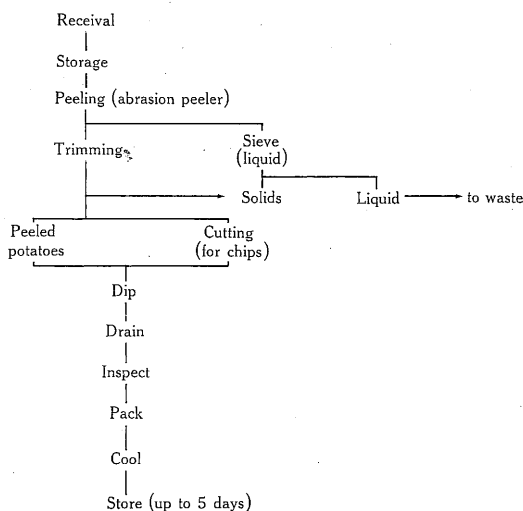 Receival
Storage
Peeling (abrasion peeler)
Trimming
Sieve
(liquid)
Solids
Liquid
to waste
Peeled
potatoes
Cutting
(for chips)
Dip
Drain
Inspect
Pack
Cool
Store (up to 5 days)